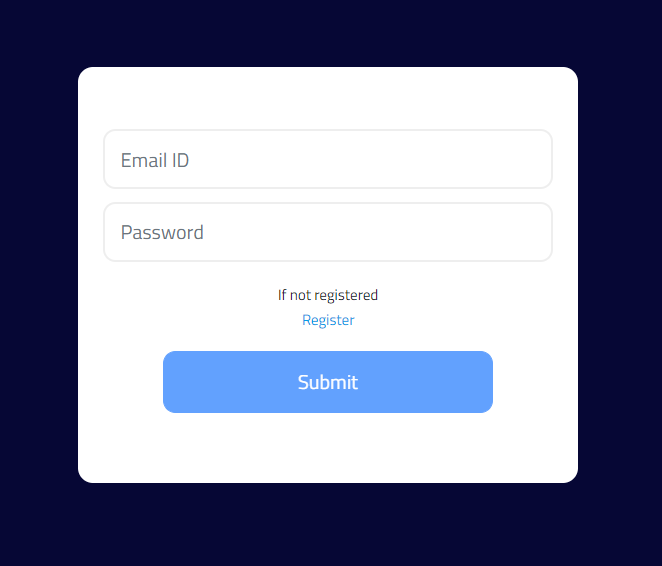 Email ID
Password
If not registered
Register
Submit